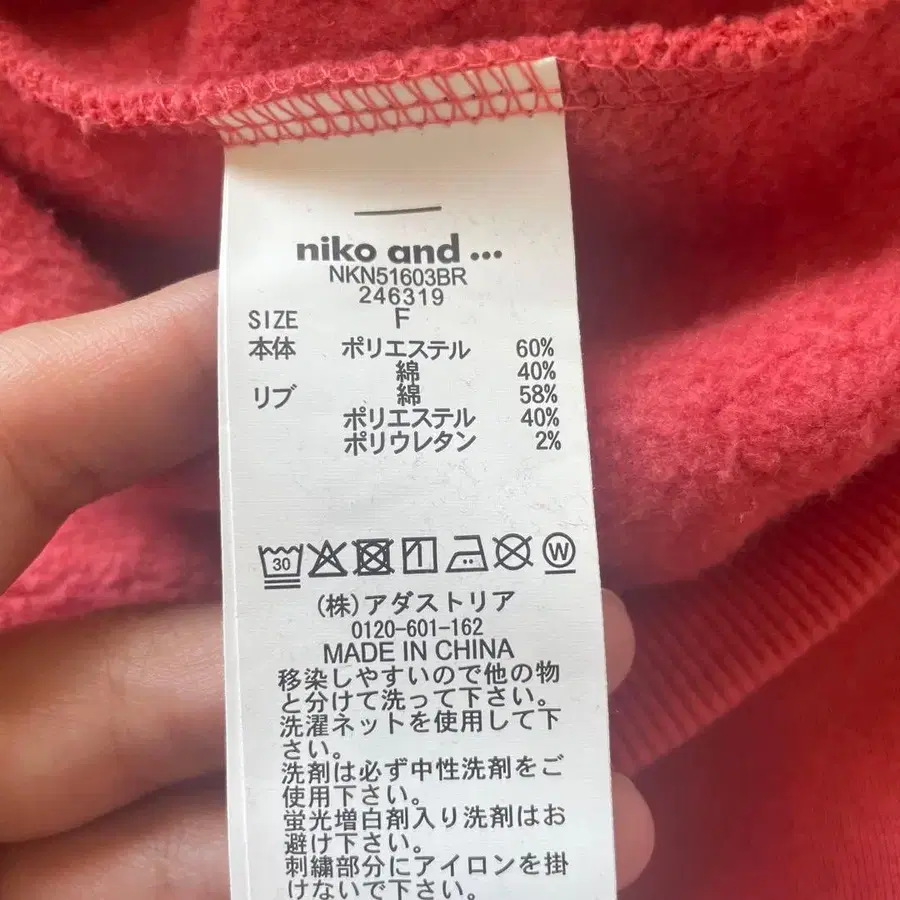 niko and ...
NKN51603BR
246319
SIZE F
本体 ポリエステル 60%
綿 40%
リブ 綿 58%
ポリエステル 40%
ポリウレタン 2%
30 W
(株)アダストリア
0120-601-162
MADE IN CHINA
移染しやすいので他の物
と分けて洗って下さい。
洗濯ネットを使用して下
さい。
洗剤は必ず中性洗剤をご
使用下さい。
蛍光増白剤入り洗剤はお
避け下さい。
刺繍部分にアイロンを掛
けないで下さい。